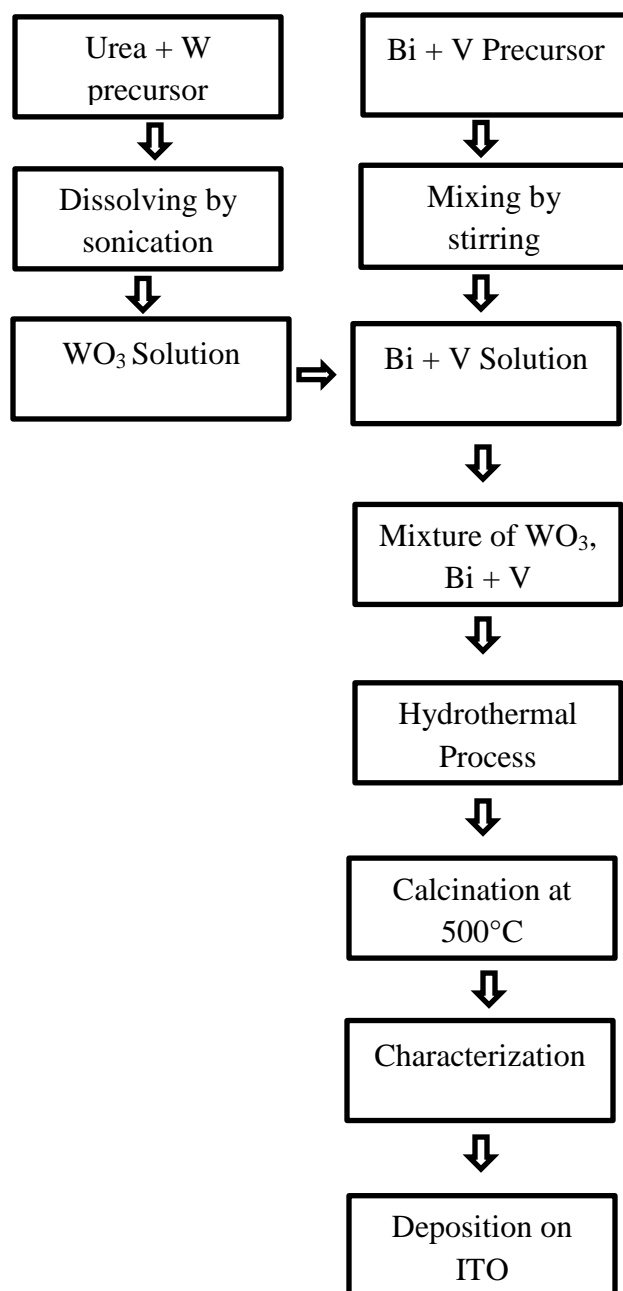 Urea + W
precursor
Bi + V Precursor
Dissolving by
sonication
Mixing by
stirring
WO₃ Solution
Bi + V Solution
Mixture of WO₃,
Bi + V
Hydrothermal
Process
Calcination at
500°C
Characterization
Deposition on
ITO